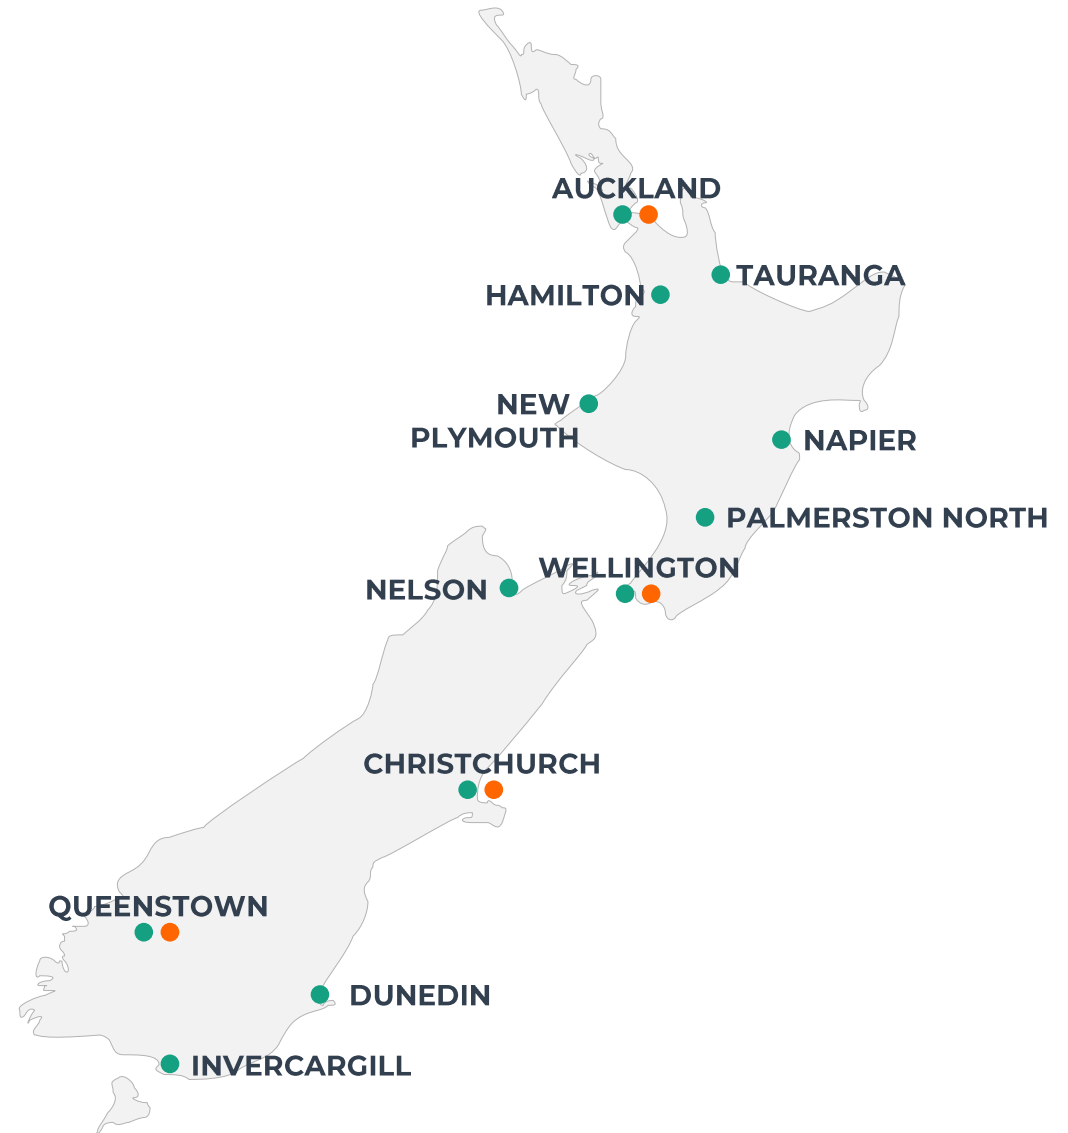 AUCKLAND
TAURANGA
HAMILTON
NEW
PLYMOUTH
NAPIER
PALMERSTON NORTH
WELLINGTON
NELSON
CHRISTCHURCH
QUEENSTOWN
DUNEDIN
INVERCARGILL